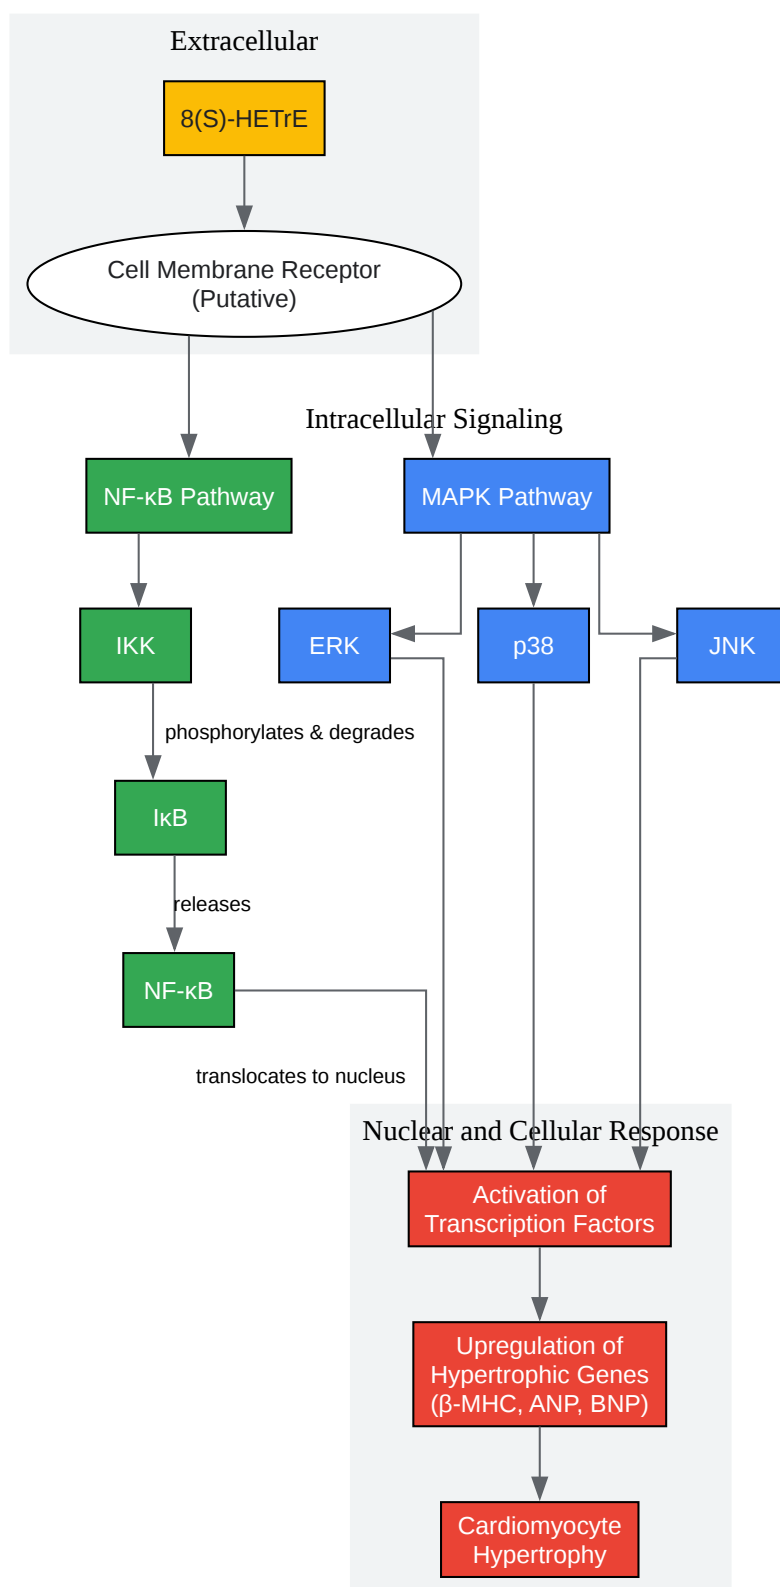 Extracellular
8(S)-HETrE
Cell Membrane Receptor
(Putative)
Intracellular Signaling
NF-κB Pathway
MAPK Pathway
IKK
ERK
p38
JNK
phosphorylates & degrades
IκB
releases
NF-κB
translocates to nucleus
Nuclear and Cellular Response
Activation of
Transcription Factors
Upregulation of
Hypertrophic Genes
(β-MHC, ANP, BNP)
Cardiomyocyte
Hypertrophy